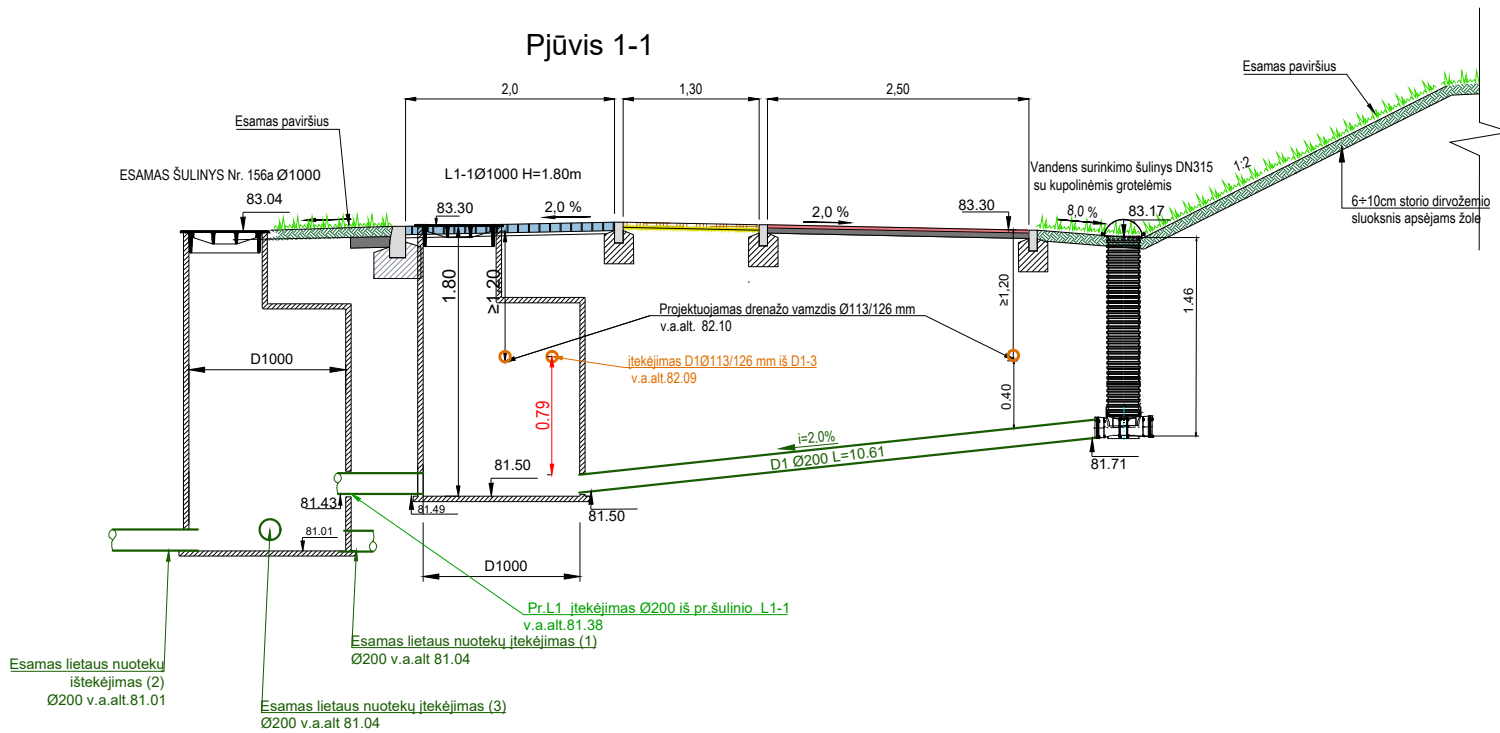 Pjūvis 1-1
Esamas paviršius
2,0
1,30
2,50
Esamas paviršius
ESAMAS ŠULINYS Nr. 156a Ø1000
83.04
L1-1Ø1000 H=1.80m
83.30
2,0 %
2,0 %
83.30
Vandens surinkimo šulinys DN315
su kupolinėmis grotelėmis
8,0 %
83.17
1:2
6÷10cm storio dirvožemio
sluoksnis apsėjams žole
1.80
≥1.20
≥1,20
1.46
Projektuojamas drenažo vamzdis Ø113/126 mm
v.a.alt. 82.10
D1000
įtekėjimas D1Ø113/126 mm iš D1-3
v.a.alt.82.09
0.79
0.40
i=2.0%
D1 Ø200 L=10.61
81.71
81.50
81.43
81.49
81.50
81.01
D1000
Pr.L1 įtekėjimas Ø200 iš pr.šulinio L1-1
v.a.alt.81.38
Esamas lietaus nuotekų įtekėjimas (1)
Ø200 v.a.alt 81.04
Esamas lietaus nuotekų
ištekėjimas (2)
Ø200 v.a.alt.81.01
Esamas lietaus nuotekų įtekėjimas (3)
Ø200 v.a.alt 81.04